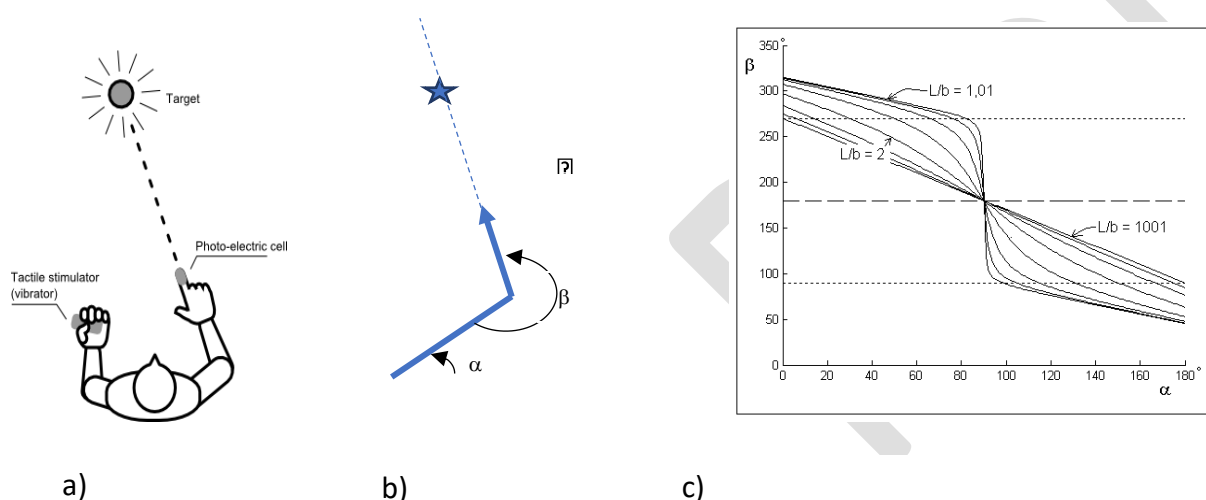 Target
Photo-electric cell
Tactile stimulator
(vibrator)
a)
?
β
α
b)
350°
β
300
250
200
150
100
50
0
L/b = 1,01
L/b = 2
L/b = 1001
0 20 40 60 80 100 120 140 160 180°
α
c)